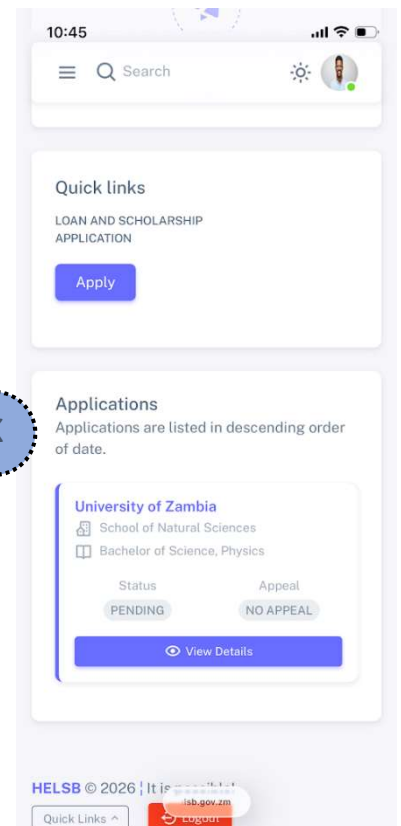 10:45
Search
Quick links
LOAN AND SCHOLARSHIP
APPLICATION
Apply
Applications
Applications are listed in descending order
of date.
University of Zambia
School of Natural Sciences
Bachelor of Science, Physics
Status Appeal
PENDING NO APPEAL
View Details
HELSB © 2026 ¦ It is
lsb.gov.zm
Quick Links ^ Logout